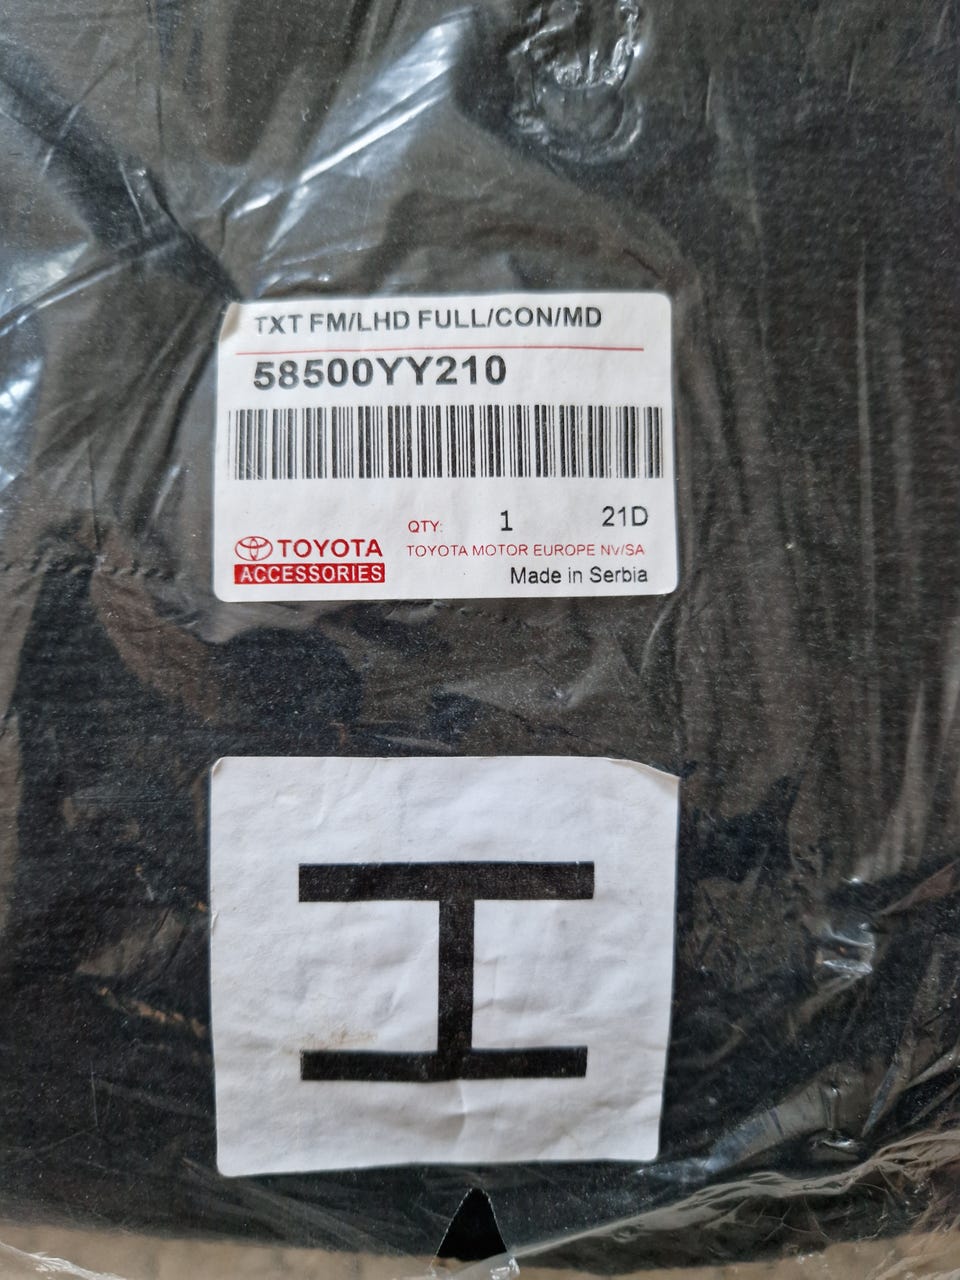 TXT FM/LHD FULL/CON/MD
58500YY210
QTY: 1 21D
TOYOTA
ACCESSORIES
TOYOTA MOTOR EUROPE NV/SA
Made in Serbia
H